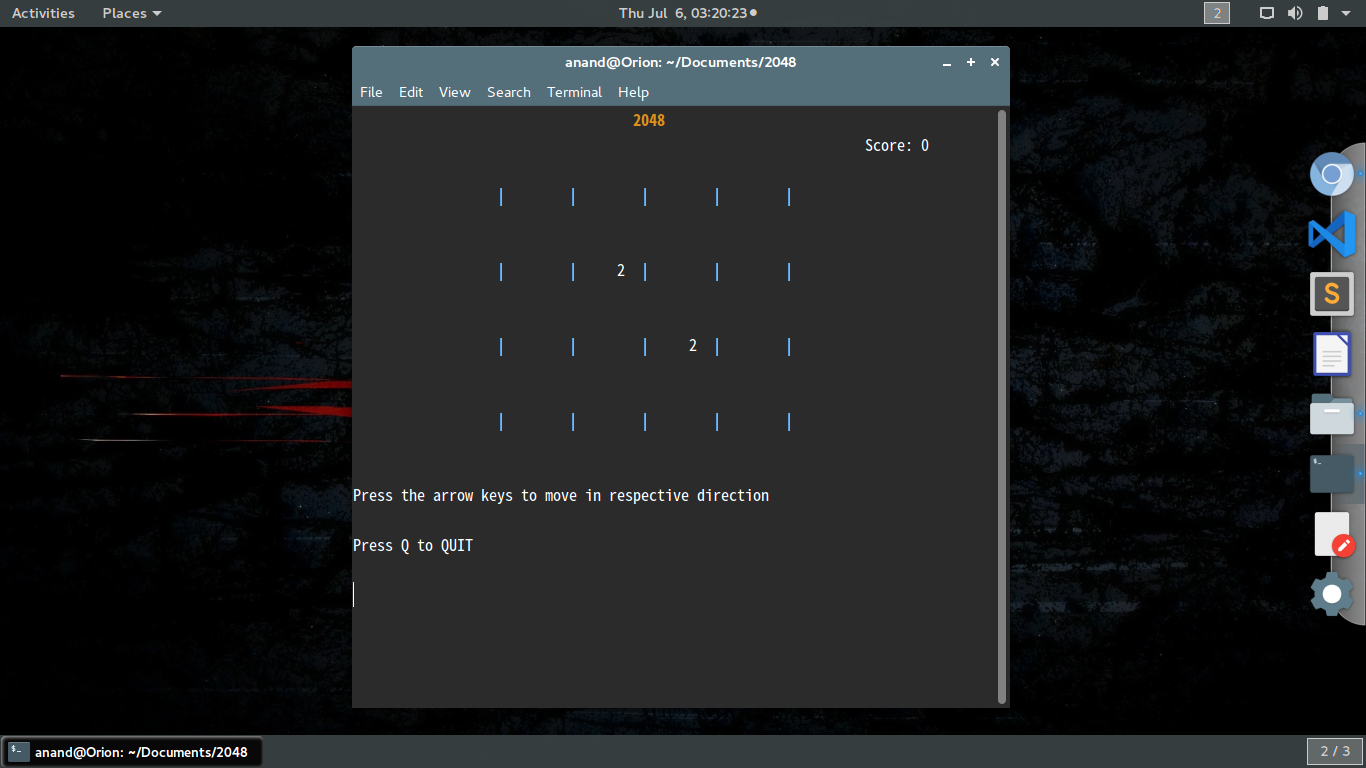 Activities Places Thu Jul 6, 03:20:23 2
anand@Orion: ~/Documents/2048
File Edit View Search Terminal Help
2048
Score: 0
| | | | |
| | 2 | | |
| | | 2 | |
| | | | |
Press the arrow keys to move in respective direction
Press Q to QUIT
S
$_
$_ anand@Orion: ~/Documents/2048 2 / 3